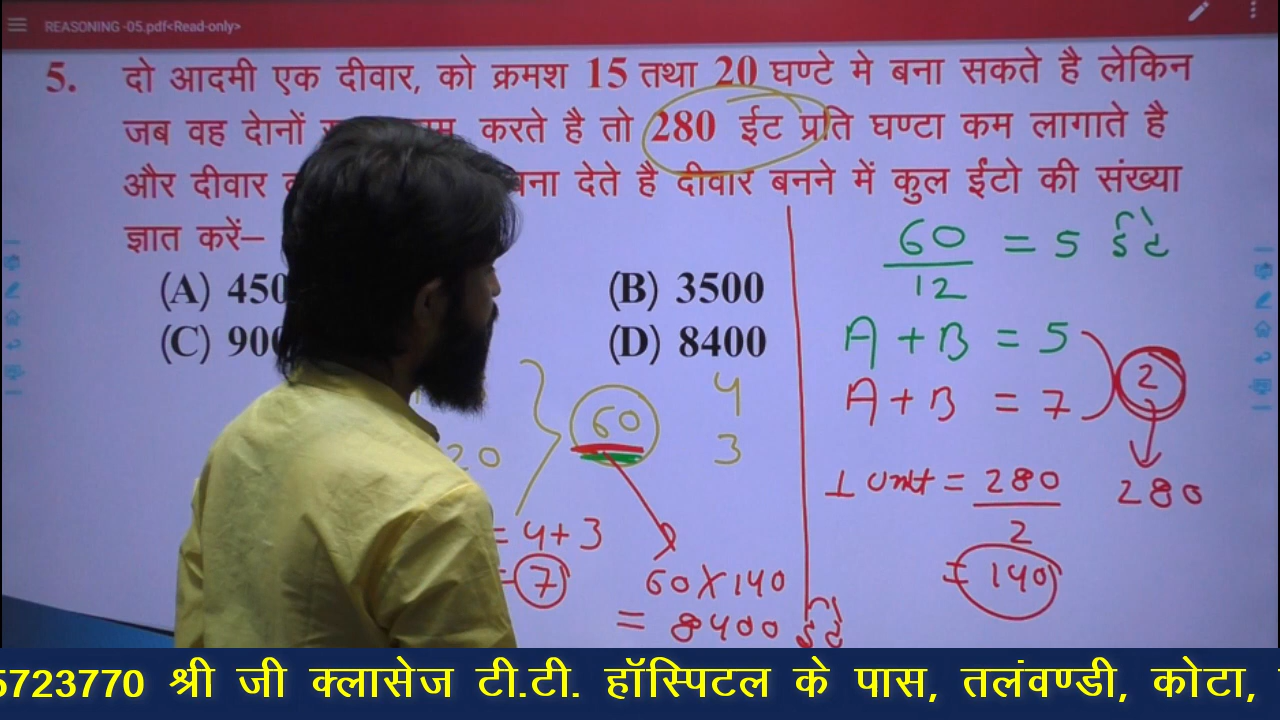 REASONING -05.pdf<Read-only>
5. दो आदमी एक दीवार, को क्रमश 15 तथा 20 घण्टे मे बना सकते है लेकिन
जब वह देानों करते है तो 280 ईट प्रति घण्टा कम लागाते है
और दीवार बना देते है दीवार बनने में कुल ईंटो की संख्या
ज्ञात करें–
(A) 450 (B) 3500
(C) 900 (D) 8400
60/12 = 5 ईंटे
A + B = 5
A + B = 7
2
280
1 Unit = 280/2
= 140
20
60
4
3
= 4+3
= 7
60 X 140
= 8400 ईंटे
5723770 श्री जी क्लासेज टी.टी. हॉस्पिटल के पास, तलंवण्डी, कोटा,